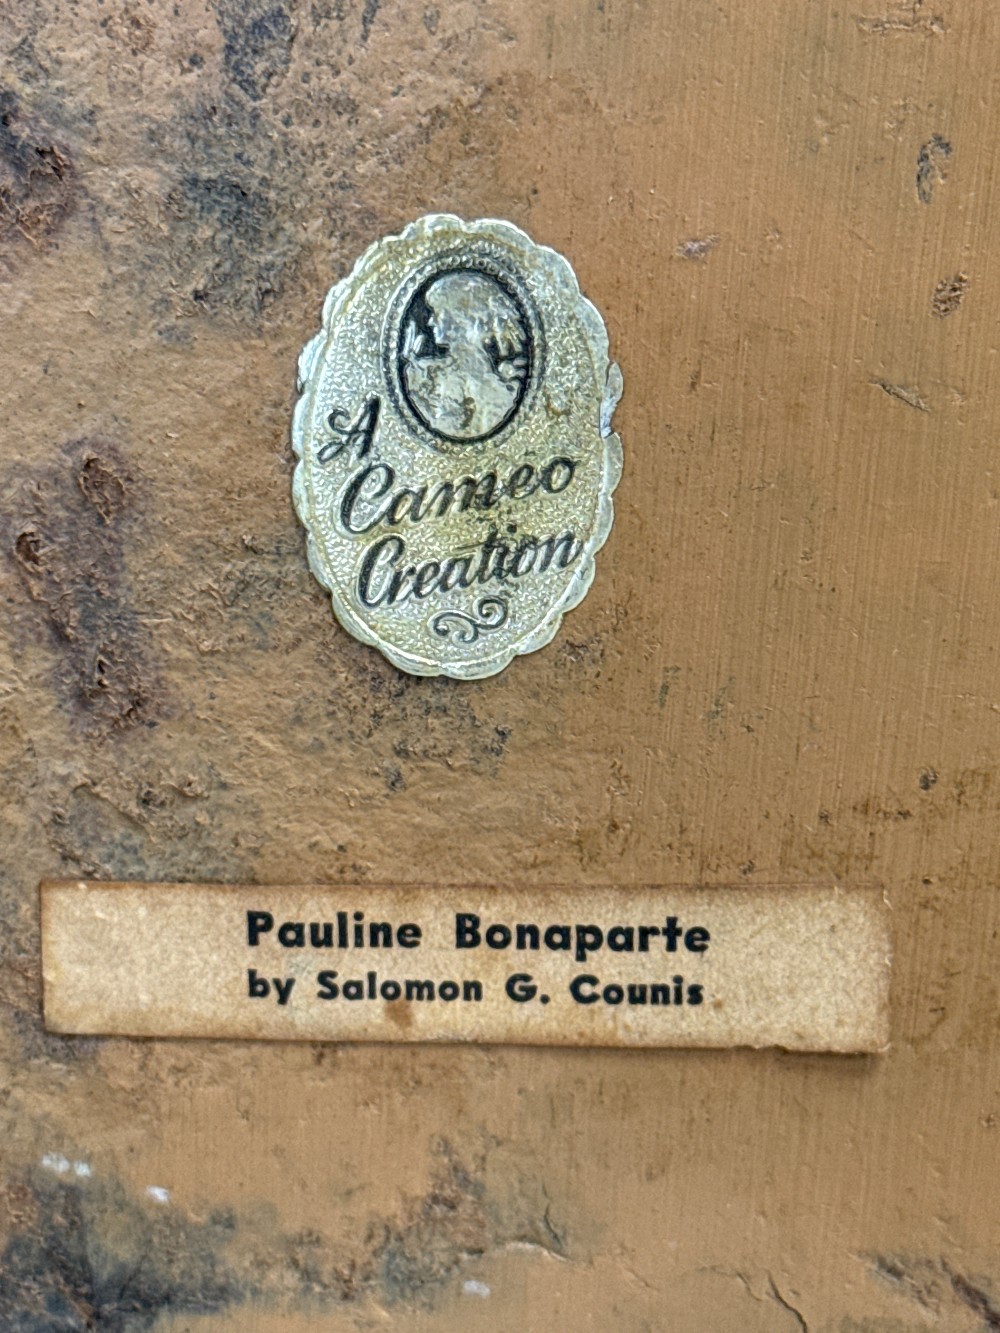 A
Cameo
Creation
Pauline Bonaparte
by Salomon G. Counis